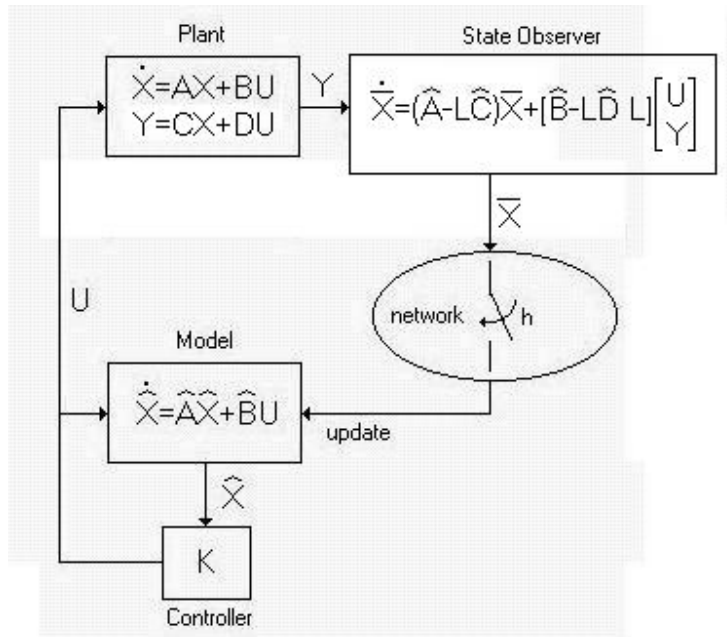 Plant
Ẋ=AX+BU
Y=CX+DU
Y
State Observer
X̄̇=(Â-LĈ)X̄+[B̂-LD̂ L][U
Y]
X̄
network
h
U
Model
X̂̇=ÂX̂+B̂U
update
X̂
K
Controller